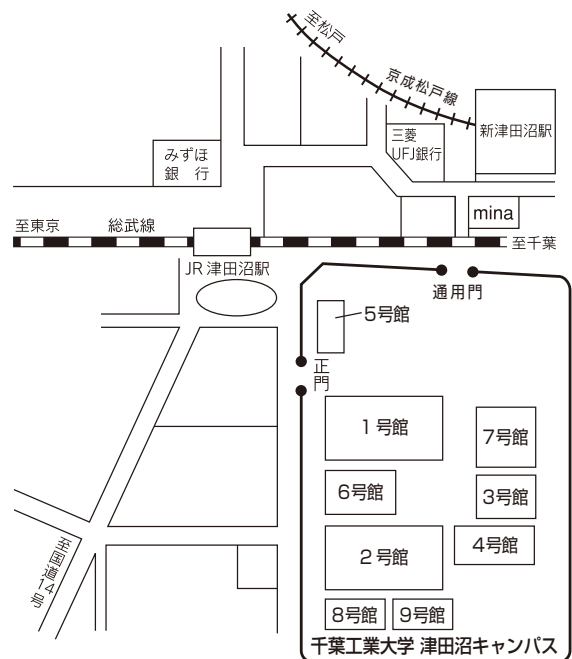 至松戸
京成松戸線
新津田沼駅
三菱
UFJ銀行
みずほ
銀 行
mina
至東京
総武線
至千葉
JR 津田沼駅
通用門
5号館
正門
1号館
7号館
6号館
3号館
2号館
4号館
至国道14号
8号館
9号館
千葉工業大学 津田沼キャンパス